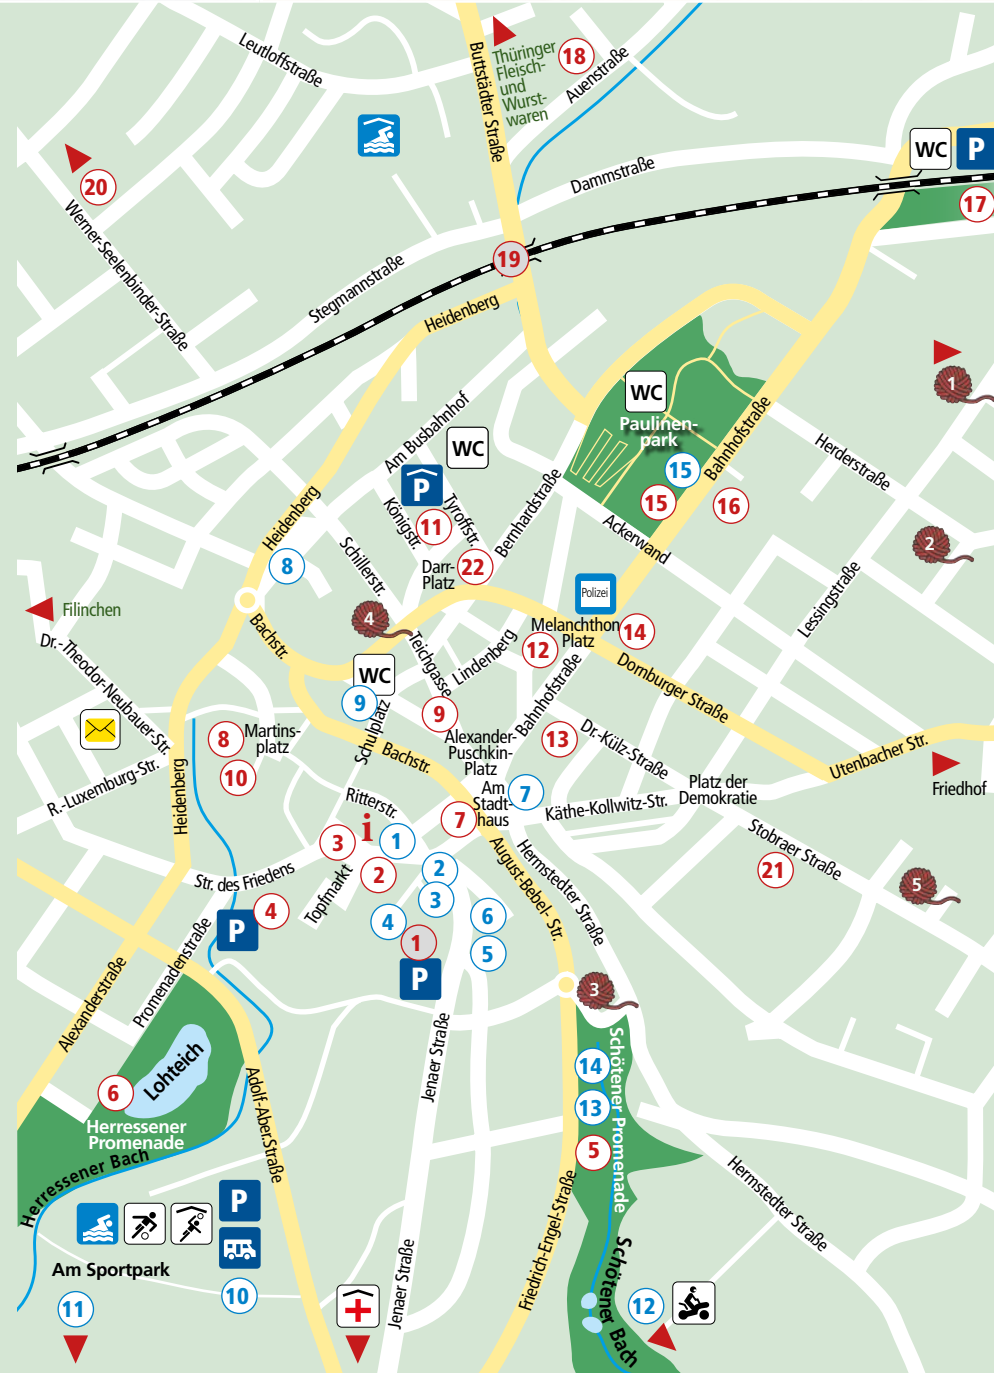 Leutloffstraße
Buttstädter Straße
Thüringer
Fleisch-
und
Wurst-
waren
18
Auenstraße
WC
P
Dammstraße
20
17
Werner-Seelenbinder-Straße
19
Stegmannstraße
Heidenberg
1
WC
Paulinen-
park
Am Busbahnhof
WC
Bahnhofstraße
Herderstraße
15
P
Tyroffstr.
Königstr.
11
Bernhardstraße
15
16
Heidenberg
Ackerwand
2
Schillerstr.
8
Darr-
Platz
22
Polizei
Lessingstraße
Filinchen
4
Bachstr.
Melanchthon
Platz
14
12
Dr.-Theodor-Neubauer-Str.
Teichgasse
Lindenberg
Bahnhofstraße
Dornburger Straße
WC
9
9
Schulplatz
8
Martins-
platz
10
Alexander-
Puschkin-
Platz
13
Dr.-Külz-Straße
Bachstr.
Utenbacher Str.
Friedhof
R.-Luxemburg-Str.
Heidenberg
Am
Stadt-
haus
7
7
Platz der
Demokratie
Käthe-Kollwitz-Str.
Ritterstr.
i
3
1
2
Topfmarkt
August-Bebel- Str.
Hermstedter Straße
Stobraer Straße
21
Str. des Friedens
2
3
5
4
P
4
1
6
5
P
Promenadenstraße
Alexanderstraße
3
Jenaer Straße
Lohteich
6
Herressener
Promenade
Herressener Bach
Adolf-Aber.Straße
14
13
5
Schötener Promenade
Hermstedter Straße
P
Am Sportpark
11
10
Jenaer Straße
Friedrich-Engel-Straße
Schötener Bach
12